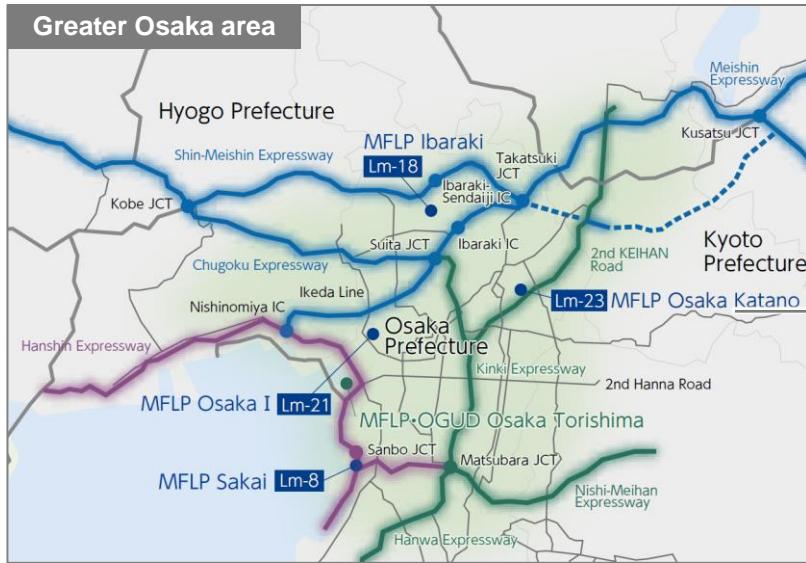 Greater Osaka area
Meishin
Expressway
Hyogo Prefecture
MFLP Ibaraki
Lm-18
Takatsuki
JCT
Kusatsu JCT
Shin-Meishin Expressway
Ibaraki-
Sendaiji IC
Kobe JCT
Suita JCT
Ibaraki IC
2nd KEIHAN
Road
Kyoto
Prefecture
Chugoku Expressway
Ikeda Line
Nishinomiya IC
Lm-23 MFLP Osaka Katano
Osaka
Prefecture
Hanshin Expressway
Kinki Expressway
2nd Hanna Road
MFLP Osaka I Lm-21
MFLP·OGUD Osaka Torishima
Sanbo JCT
Matsubara JCT
MFLP Sakai Lm-8
Nishi-Meihan
Expressway
Hanwa Expressway